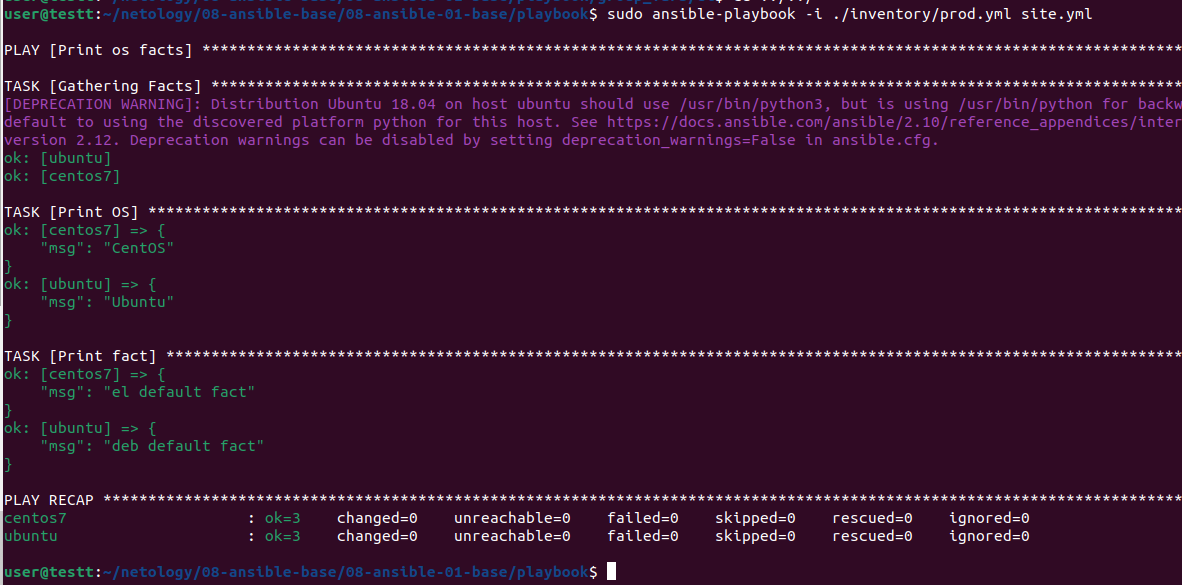 user@testt:~/netology/08-ansible-base/08-ansible-01-base/playbook$ sudo ansible-playbook -i ./inventory/prod.yml site.yml
PLAY [Print os facts] *************************************************************************************************************
TASK [Gathering Facts] ************************************************************************************************************
[DEPRECATION WARNING]: Distribution Ubuntu 18.04 on host ubuntu should use /usr/bin/python3, but is using /usr/bin/python for backw
default to using the discovered platform python for this host. See https://docs.ansible.com/ansible/2.10/reference_appendices/inter
version 2.12. Deprecation warnings can be disabled by setting deprecation_warnings=False in ansible.cfg.
ok: [ubuntu]
ok: [centos7]
TASK [Print OS] *******************************************************************************************************************
ok: [centos7] => {
    "msg": "CentOS"
}
ok: [ubuntu] => {
    "msg": "Ubuntu"
}
TASK [Print fact] *****************************************************************************************************************
ok: [centos7] => {
    "msg": "el default fact"
}
ok: [ubuntu] => {
    "msg": "deb default fact"
}
PLAY RECAP ************************************************************************************************************************
centos7                    : ok=3    changed=0    unreachable=0    failed=0    skipped=0    rescued=0    ignored=0
ubuntu                     : ok=3    changed=0    unreachable=0    failed=0    skipped=0    rescued=0    ignored=0
user@testt:~/netology/08-ansible-base/08-ansible-01-base/playbook$